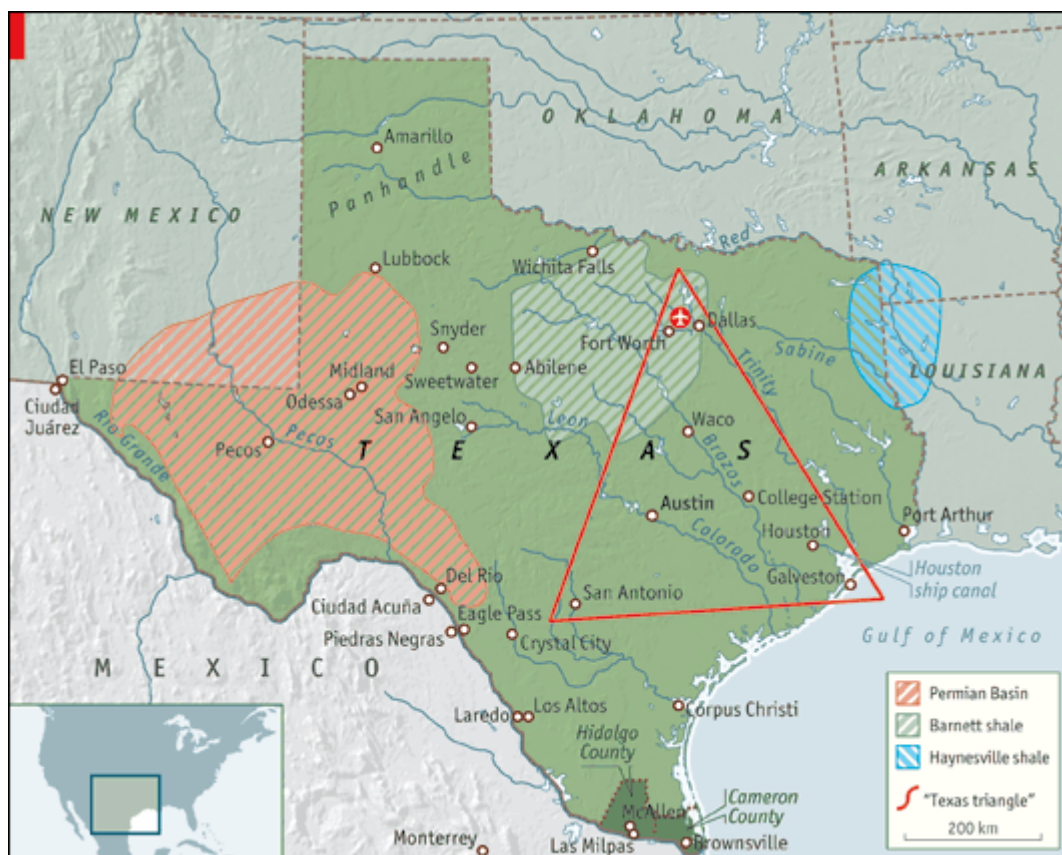 OKLAHOMA
ARKANSAS
NEW MEXICO
LOUISIANA
Amarillo
Panhandle
Lubbock
Wichita Falls
Red
Snyder
Dallas
Fort Worth
Trinity
Sabine
El Paso
Ciudad
Juárez
Midland
Odessa
Sweetwater
Abilene
San Angelo
Leon
Waco
Brazos
Rio Grande
Pecos
Pecos
TEXAS
Austin
College Station
Houston
Port Arthur
Colorado
Galveston
Houston
ship canal
Del Rio
San Antonio
Ciudad Acuña
Eagle Pass
Piedras Negras
Crystal City
Gulf of Mexico
MEXICO
Laredo
Los Altos
Corpus Christi
Hidalgo
County
McAllen
Cameron
County
Las Milpas
Brownsville
Monterrey
Permian Basin
Barnett shale
Haynesville shale
"Texas triangle"
200 km